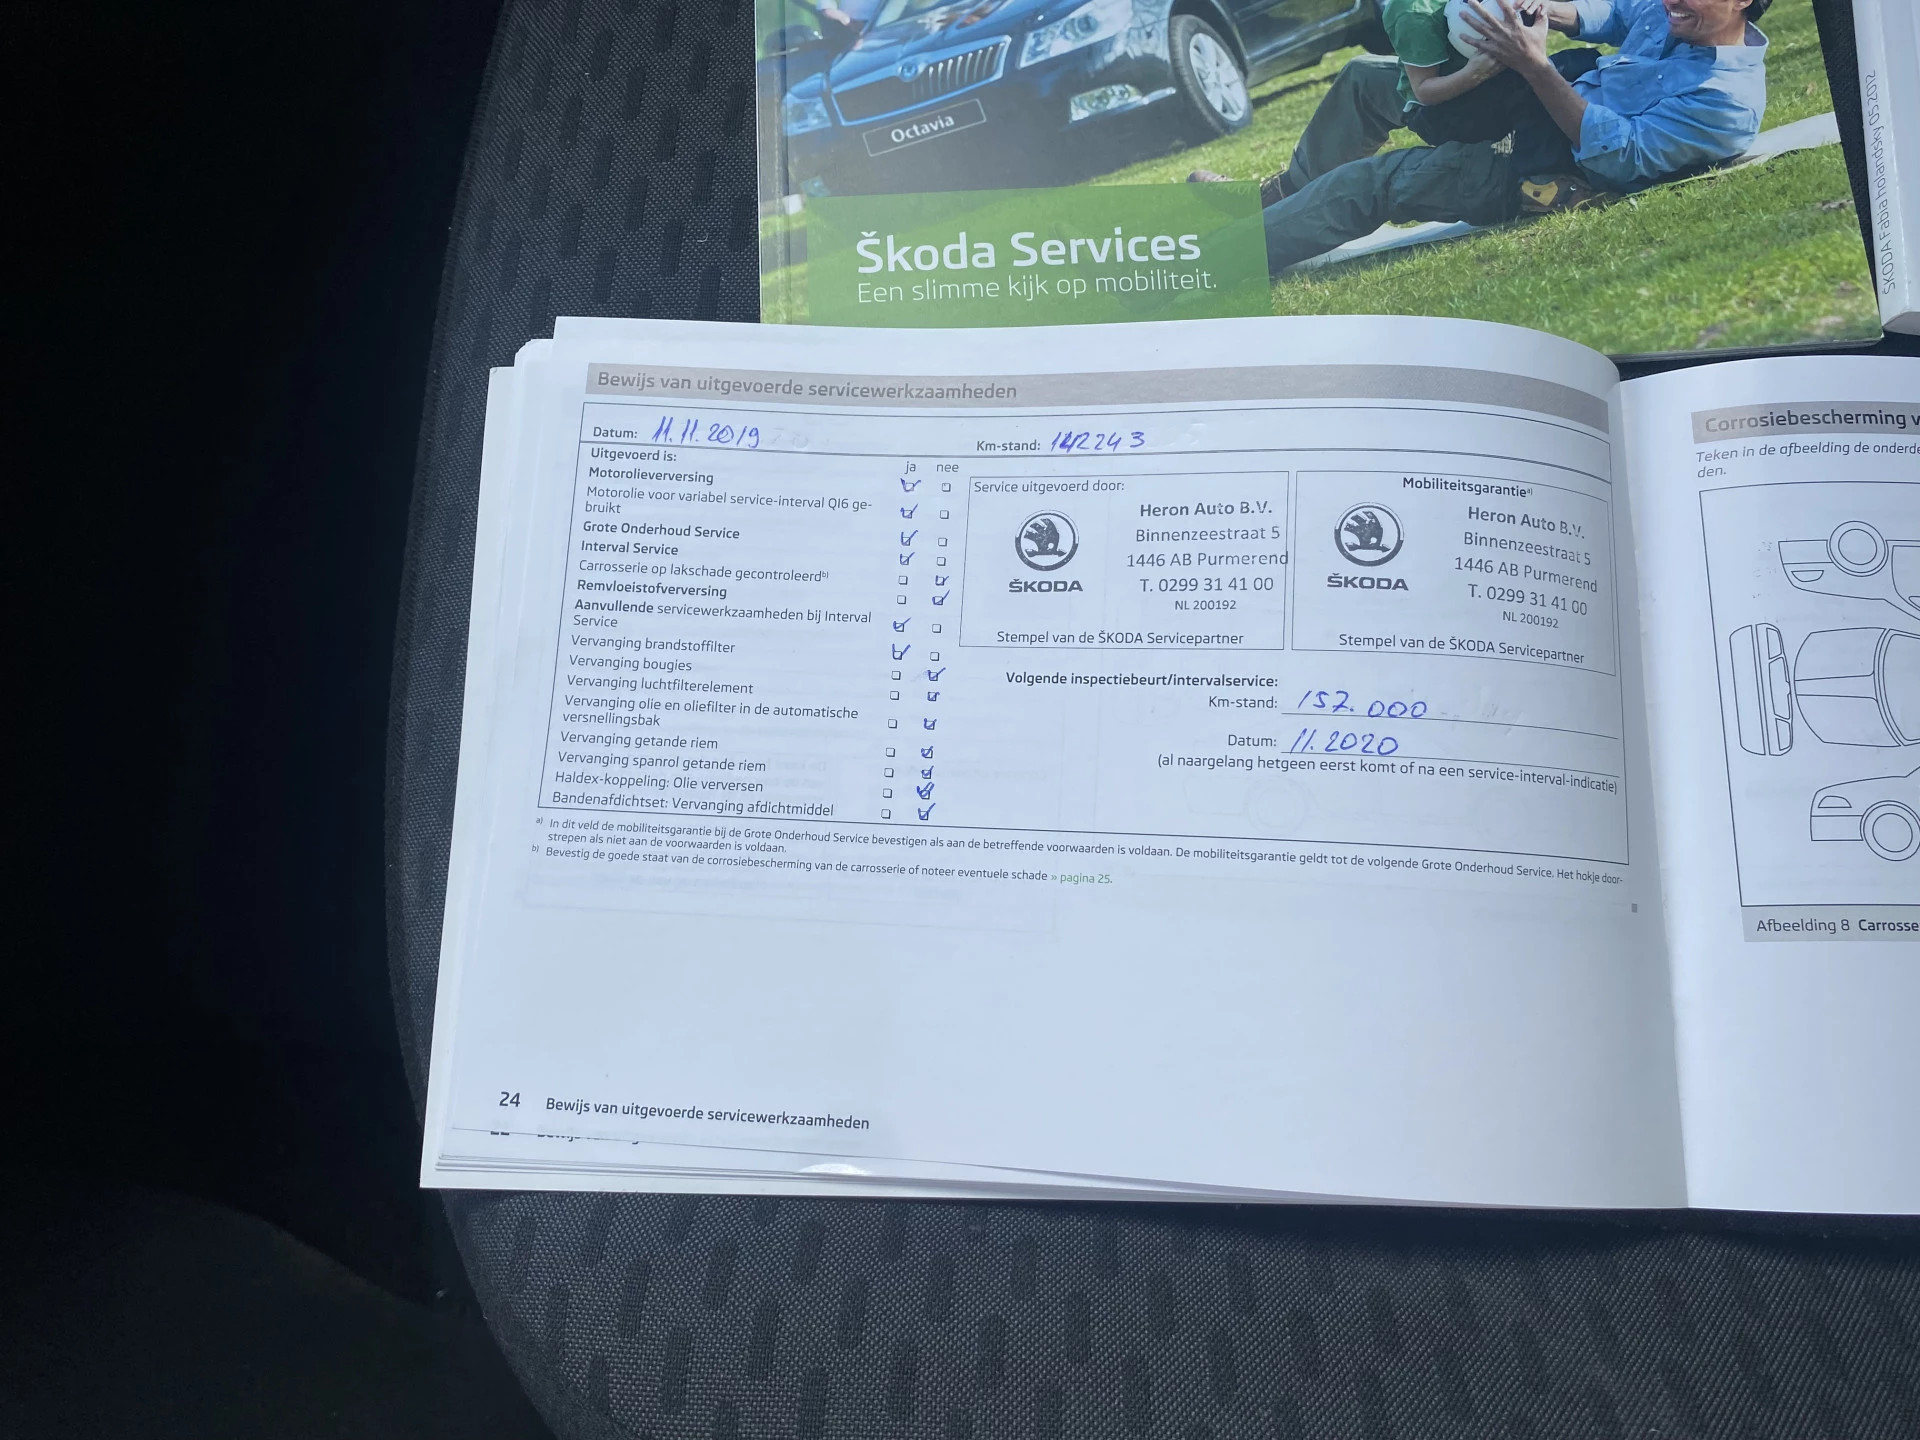 Octavia
Škoda Services
Een slimme kijk op mobiliteit.
ŠKODA Fabia holandsky 05 2012
Bewijs van uitgevoerde servicewerkzaamheden
Datum: 11.11.2019
Km-stand: 142243
Uitgevoerd is:
ja nee
Motorolieverversing
Motorolie voor variabel service-interval QI6 ge-
bruikt
Grote Onderhoud Service
Interval Service
Carrosserie op lakschade gecontroleerd b)
Remvloeistofverversing
Aanvullende servicewerkzaamheden bij Interval
Service
Vervanging brandstoffilter
Vervanging bougies
Vervanging luchtfilterelement
Vervanging olie en oliefilter in de automatische
versnellingsbak
Vervanging getande riem
Vervanging spanrol getande riem
Haldex-koppeling: Olie verversen
Bandenafdichtset: Vervanging afdichtmiddel
Service uitgevoerd door:
Heron Auto B.V.
Binnenzeestraat 5
1446 AB Purmerend
T. 0299 31 41 00
NL 200192
ŠKODA
Stempel van de ŠKODA Servicepartner
Mobiliteitsgarantie a)
Heron Auto B.V.
Binnenzeestraat 5
1446 AB Purmerend
T. 0299 31 41 00
NL 200192
ŠKODA
Stempel van de ŠKODA Servicepartner
Volgende inspectiebeurt/intervalservice:
Km-stand: 157.000
Datum: 11.2020
(al naargelang hetgeen eerst komt of na een service-interval-indicatie)
a) In dit veld de mobiliteitsgarantie bij de Grote Onderhoud Service bevestigen als aan de betreffende voorwaarden is voldaan. De mobiliteitsgarantie geldt tot de volgende Grote Onderhoud Service. Het hokje door-
strepen als niet aan de voorwaarden is voldaan.
b) Bevestig de goede staat van de corrosiebescherming van de carrosserie of noteer eventuele schade » pagina 25.
24 Bewijs van uitgevoerde servicewerkzaamheden
Corrosiebescherming v
Teken in de afbeelding de onderde
den.
Afbeelding 8 Carrosse